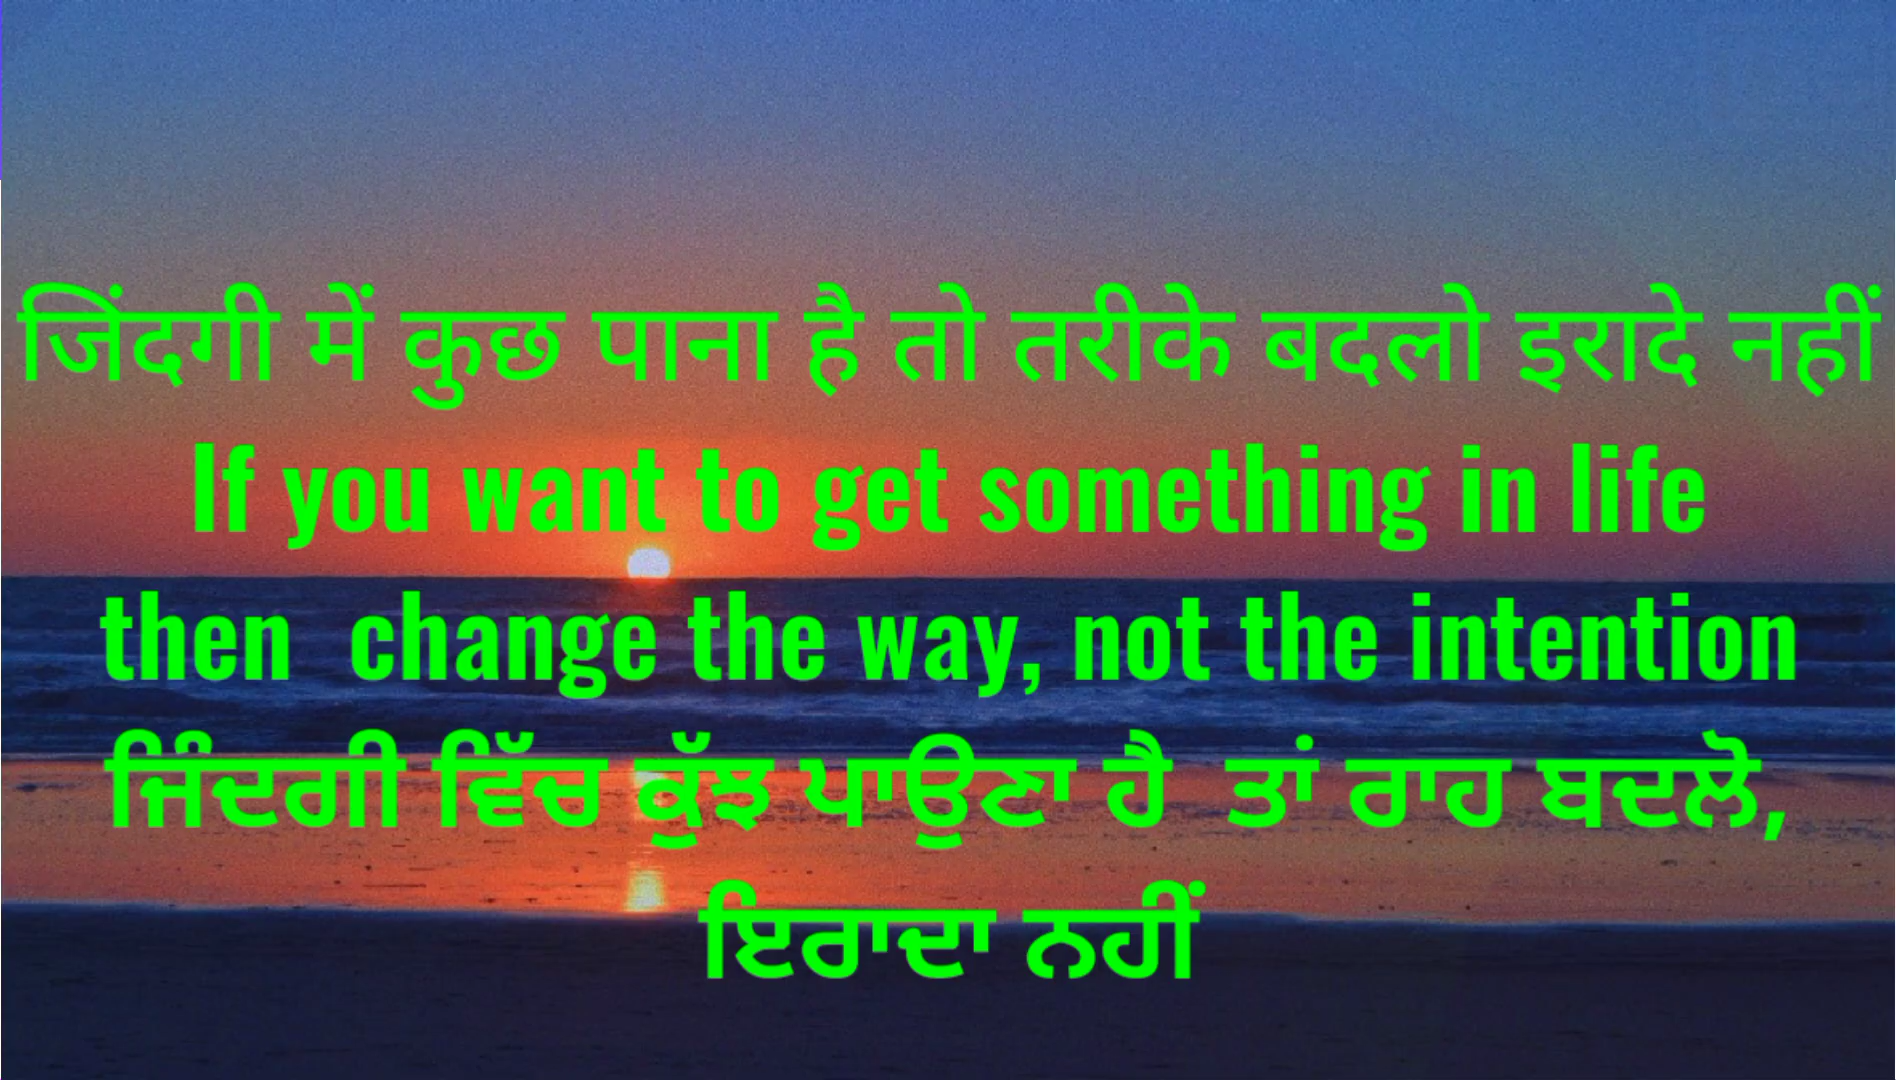 जिंदगी में कुछ पाना है तो तरीके बदलो इरादे नहीं
If you want to get something in life
then  change the way, not the intention
ਜਿੰਦਗੀ ਵਿੱਚ ਕੁੱਝ ਪਾਉਣਾ ਹੈ  ਤਾਂ ਰਾਹ ਬਦਲੋ,
ਇਰਾਦਾ ਨਹੀਂ